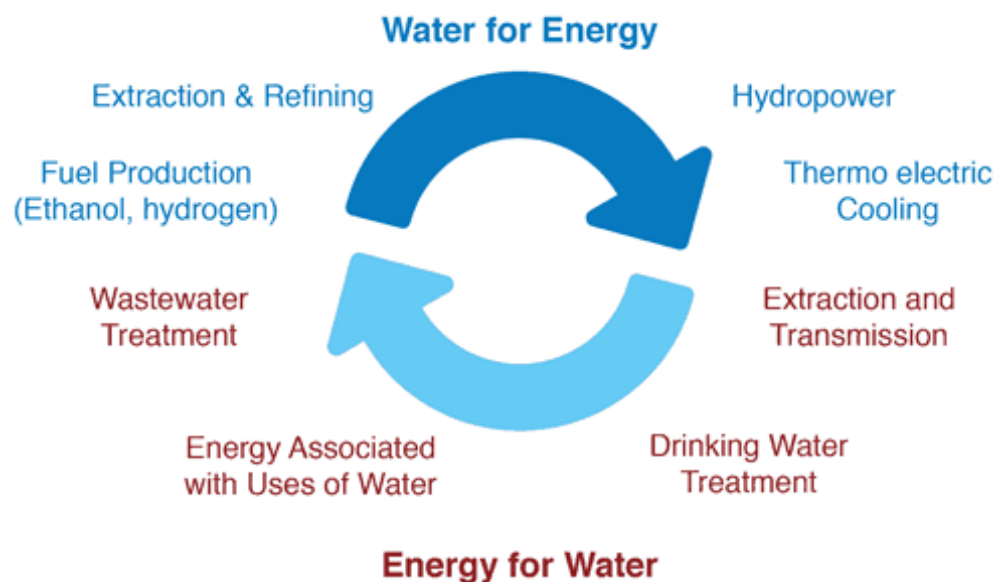 Water for Energy
Extraction & Refining
Hydropower
Fuel Production
(Ethanol, hydrogen)
Thermo electric
Cooling
Wastewater
Treatment
Extraction and
Transmission
Energy Associated
with Uses of Water
Drinking Water
Treatment
Energy for Water